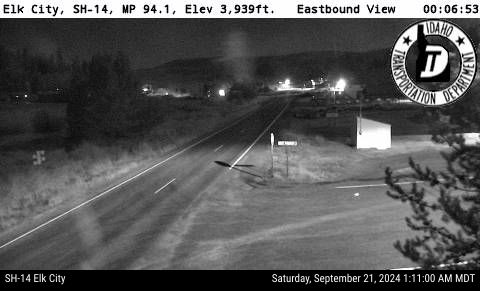 Elk City, SH-14, MP 94.1, Elev 3,939ft. Eastbound View 00:06:53
IDAHO
TRANSPORTATION DEPARTMENT
SH-14 Elk City Saturday, September 21, 2024 1:11:00 AM MDT